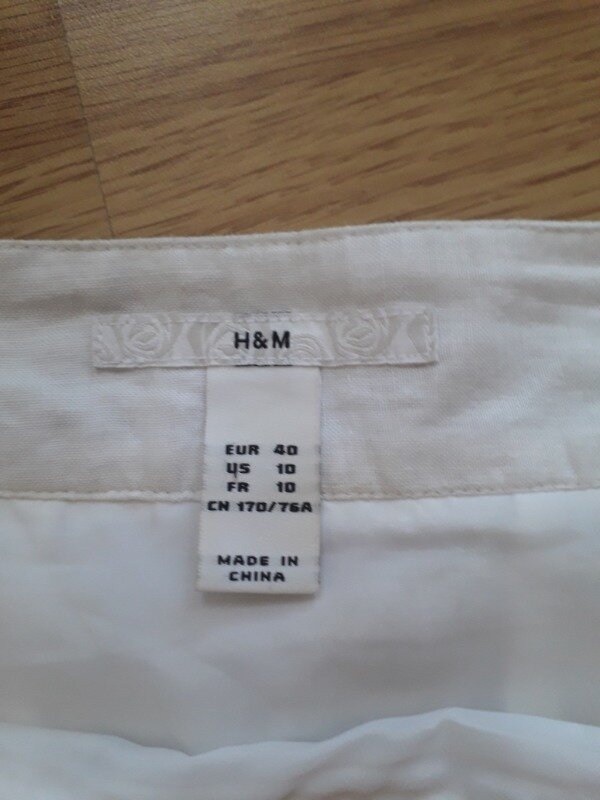 H&M
EUR 40
US 10
FR 10
CN 170/76A
MADE IN
CHINA